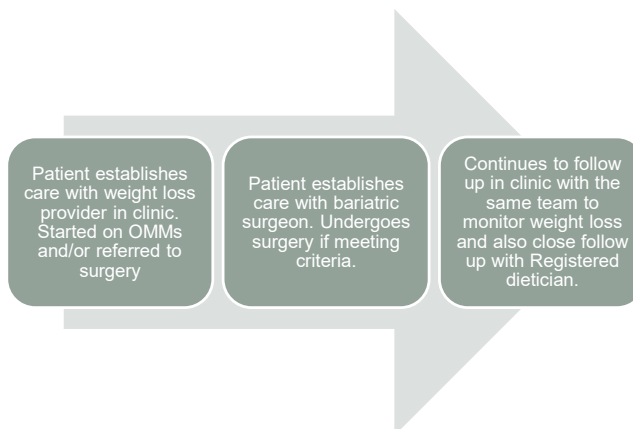 Patient establishes
care with weight loss
provider in clinic.
Started on OMMs
and/or referred to
surgery
Patient establishes
care with bariatric
surgeon. Undergoes
surgery if meeting
criteria.
Continues to follow
up in clinic with the
same team to
monitor weight loss
and also close follow
up with Registered
dietician.